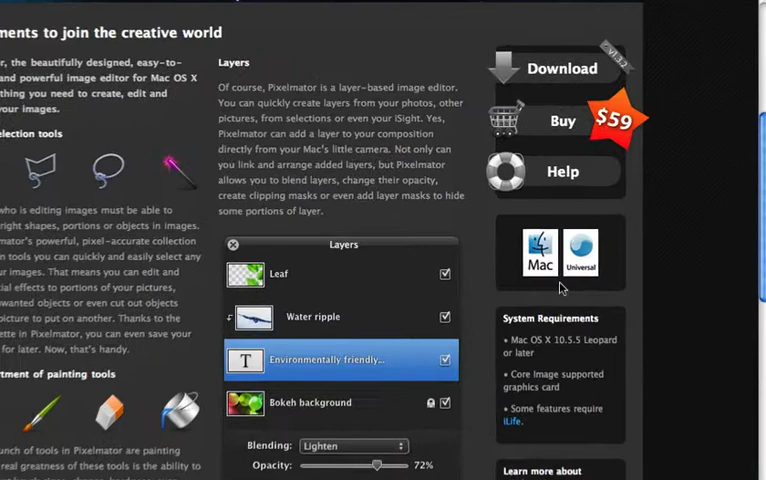 ments to join the creative world
r, the beautifully designed, easy-to-
and powerful image editor for Mac OS X
thing you need to create, edit and
our images.
election tools
who is editing images must be able to
right shapes, portions or objects in images.
mator's powerful, pixel-accurate collection
n tools you can quickly and easily select any
ur images. That means you can edit and
ial effects to portions of your pictures,
nwanted objects or even cut out objects
picture to put on another. Thanks to the
ette in Pixelmator, you can even save your
for later. Now, that's handy.
rtment of painting tools
unch of tools in Pixelmator are painting
real greatness of these tools is the ability to
Layers
Of course, Pixelmator is a layer-based image editor.
You can quickly create layers from your photos, other
pictures, from selections or even your iSight. Yes,
Pixelmator can add a layer to your composition
directly from your Mac's little camera. Not only can
you link and arrange added layers, but Pixelmator
allows you to blend layers, change their opacity,
create clipping masks or even add layer masks to hide
some portions of layer.
Layers
Leaf
Water ripple
T Environmentally friendly...
Bokeh background
Blending: Lighten
Opacity: 72%
Download
v1.3.2
Buy
$59
Help
Mac
Universal
System Requirements
• Mac OS X 10.5.5 Leopard
or later
• Core Image supported
graphics card
• Some features require
iLife.
Learn more about